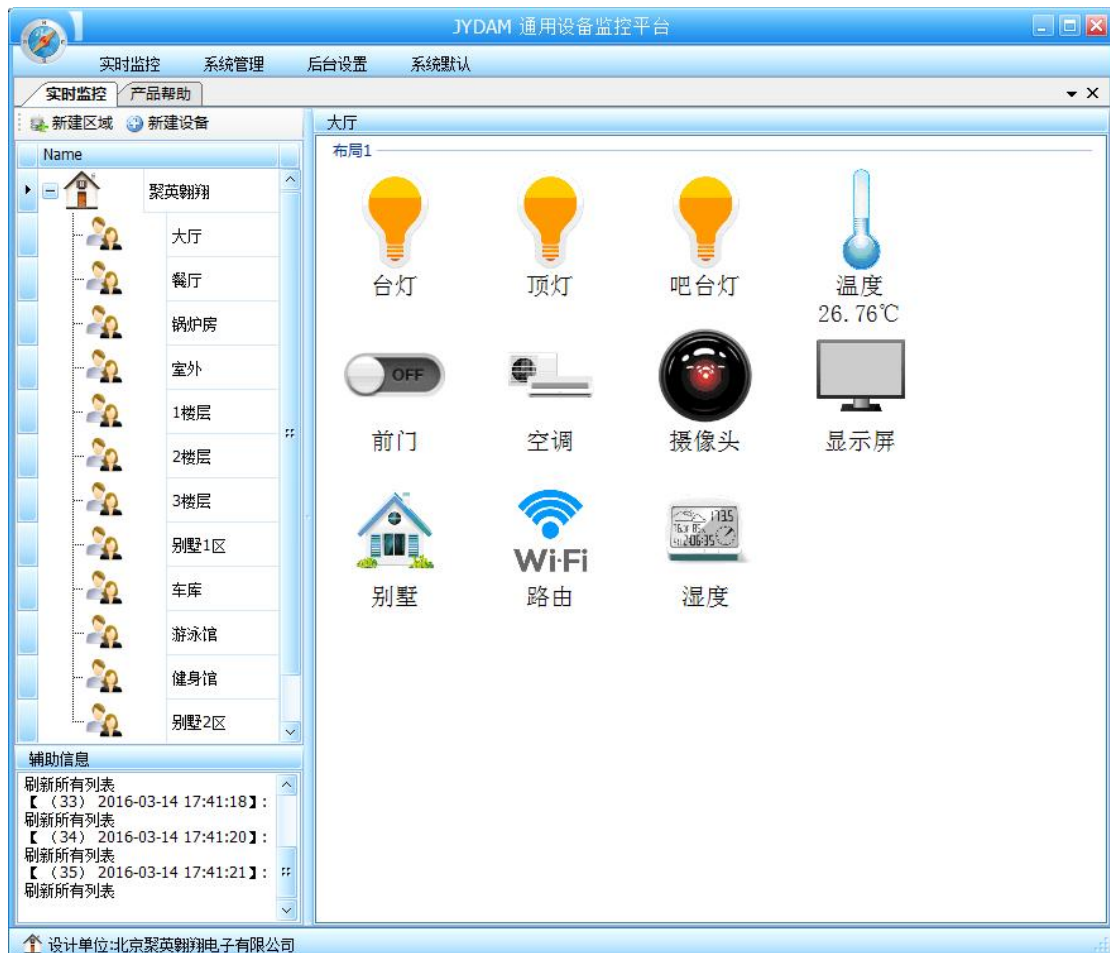 JYDAM 通用设备监控平台
实时监控 系统管理 后台设置 系统默认
实时监控 产品帮助
新建区域 新建设备
Name
聚英翱翔
大厅
餐厅
锅炉房
室外
1楼层
2楼层
3楼层
别墅1区
车库
游泳馆
健身馆
别墅2区
辅助信息
刷新所有列表
【 (33) 2016-03-14 17:41:18】:
刷新所有列表
【 (34) 2016-03-14 17:41:20】:
刷新所有列表
【 (35) 2016-03-14 17:41:21】:
刷新所有列表
大厅
布局1
台灯 顶灯 吧台灯 温度
26.76℃
OFF
前门 空调 摄像头 显示屏
Wi-Fi
别墅 路由 湿度
设计单位:北京聚英翱翔电子有限公司